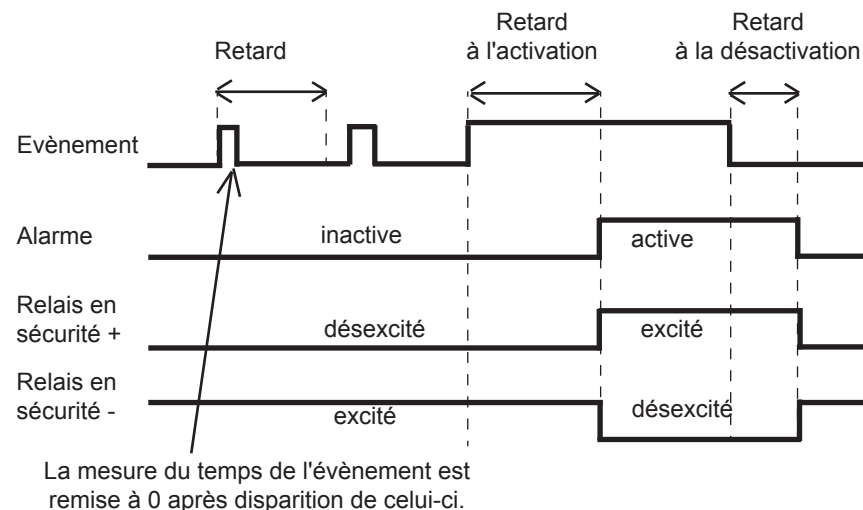 Retard
Retard
à l'activation
Retard
à la désactivation
Evènement
Alarme
inactive
active
Relais en
sécurité +
désexcité
excité
Relais en
sécurité -
excité
désexcité
La mesure du temps de l'évènement est
remise à 0 après disparition de celui-ci.